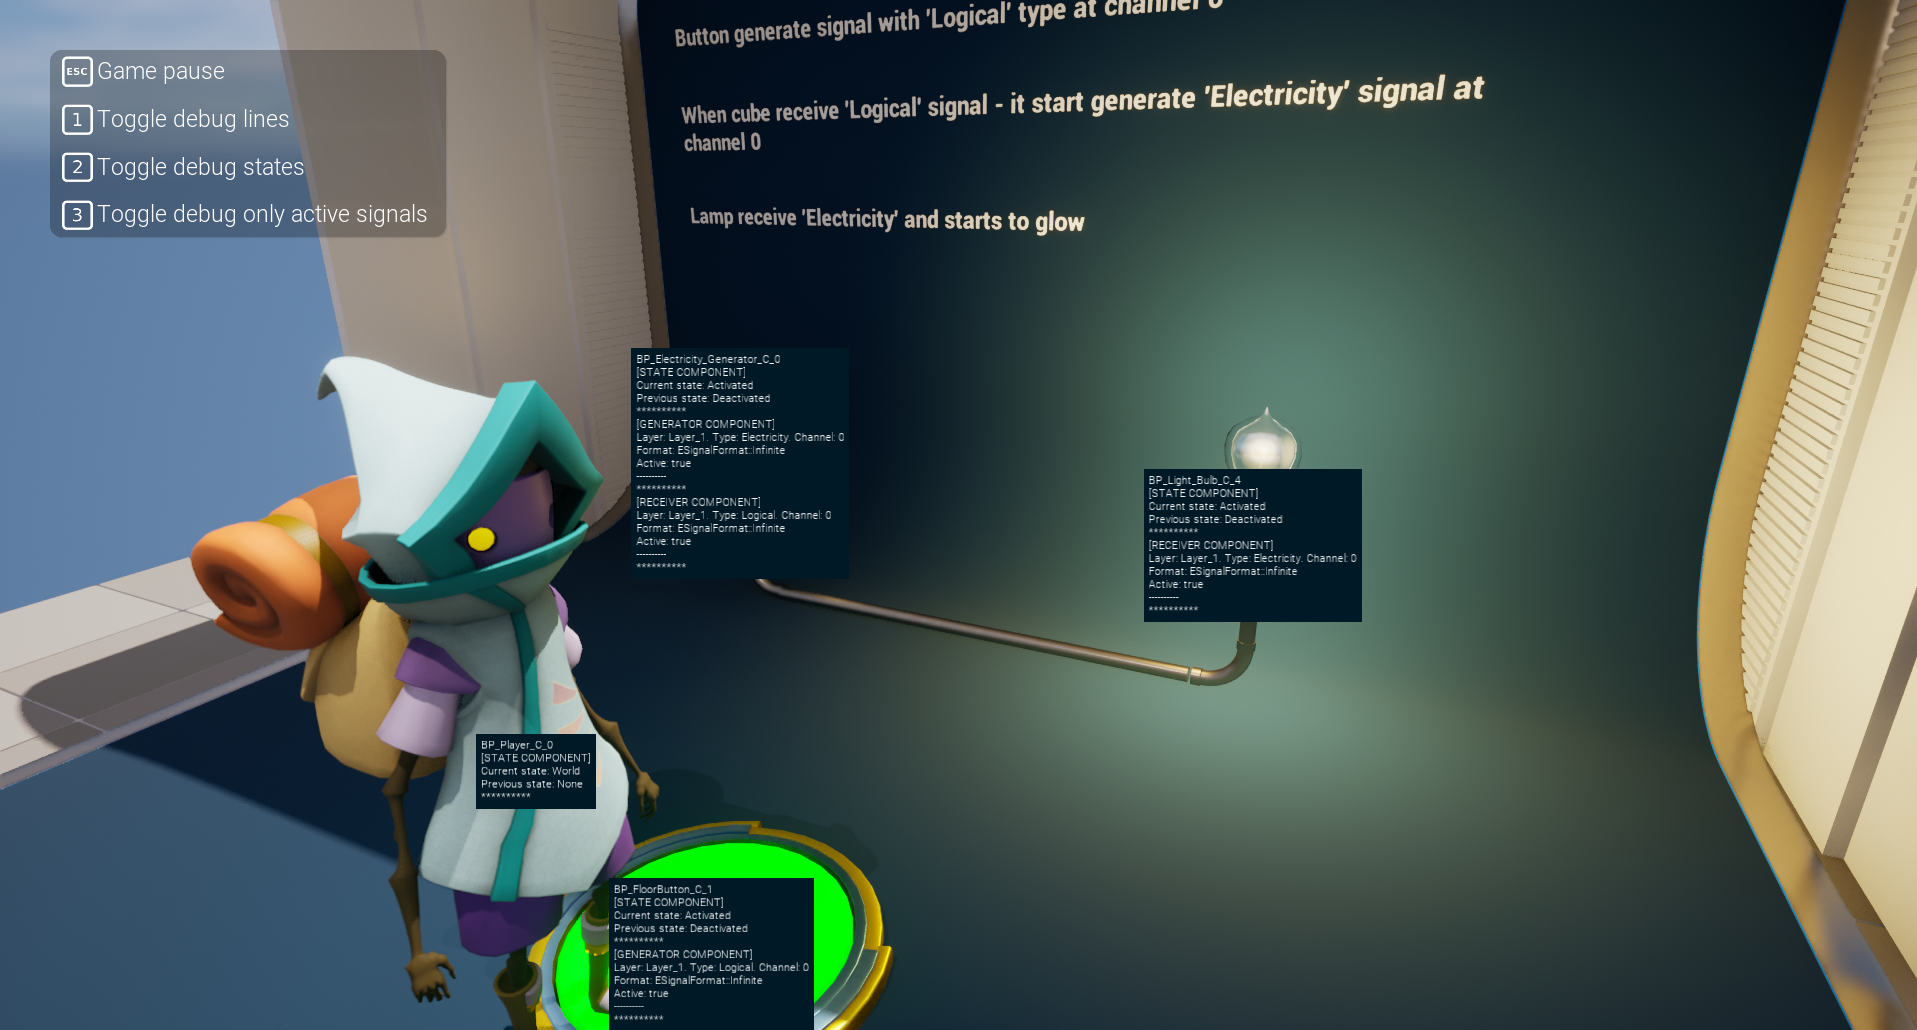 Button generate signal with 'Logical' type at channel 0
When cube receive 'Logical' signal - it start generate 'Electricity' signal at
channel 0
Lamp receive 'Electricity' and starts to glow
ESC Game pause
1 Toggle debug lines
2 Toggle debug states
3 Toggle debug only active signals
BP_Electricity_Generator_C_0
[STATE COMPONENT]
Current state: Activated
Previous state: Deactivated
**********
[GENERATOR COMPONENT]
Layer: Layer_1. Type: Electricity. Channel: 0
Format: ESignalFormat::Infinite
Active: true
----------
**********
[RECEIVER COMPONENT]
Layer: Layer_1. Type: Logical. Channel: 0
Format: ESignalFormat::Infinite
Active: true
----------
**********
BP_Light_Bulb_C_4
[STATE COMPONENT]
Current state: Activated
Previous state: Deactivated
**********
[RECEIVER COMPONENT]
Layer: Layer_1. Type: Electricity. Channel: 0
Format: ESignalFormat::Infinite
Active: true
----------
**********
BP_Player_C_0
[STATE COMPONENT]
Current state: World
Previous state: None
**********
BP_FloorButton_C_1
[STATE COMPONENT]
Current state: Activated
Previous state: Deactivated
**********
[GENERATOR COMPONENT]
Layer: Layer_1. Type: Logical. Channel: 0
Format: ESignalFormat::Infinite
Active: true
----------
**********